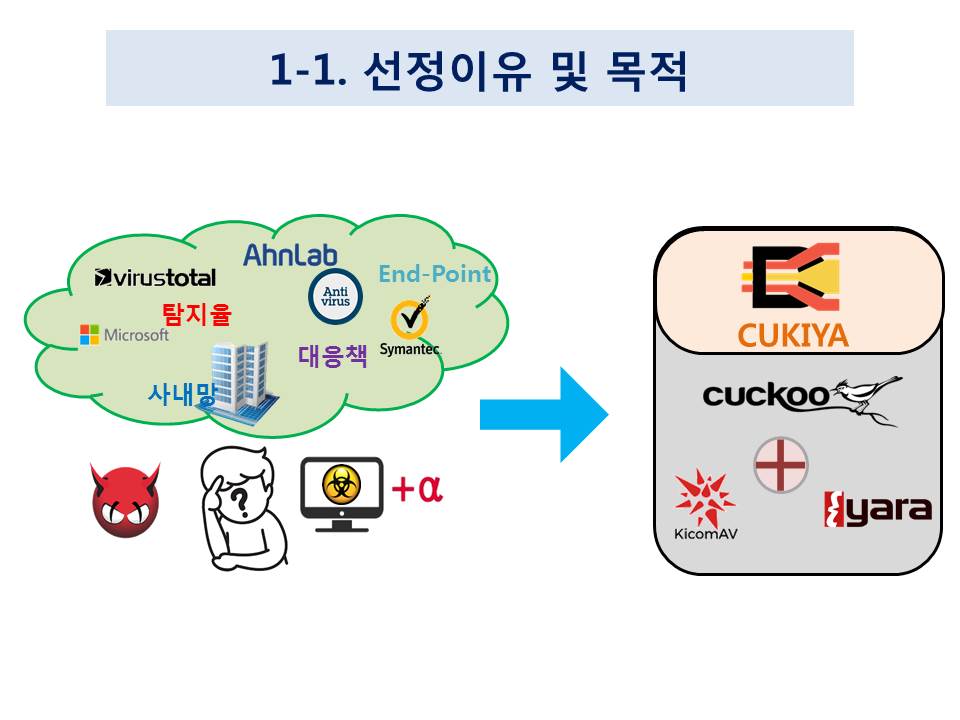 1-1. 선정이유 및 목적
AhnLab
virustotal
End-Point
Anti
virus
탐지율
Microsoft
Symantec.
대응책
사내망
?
+α
CUKIYA
cuckoo
KicomAV
yara